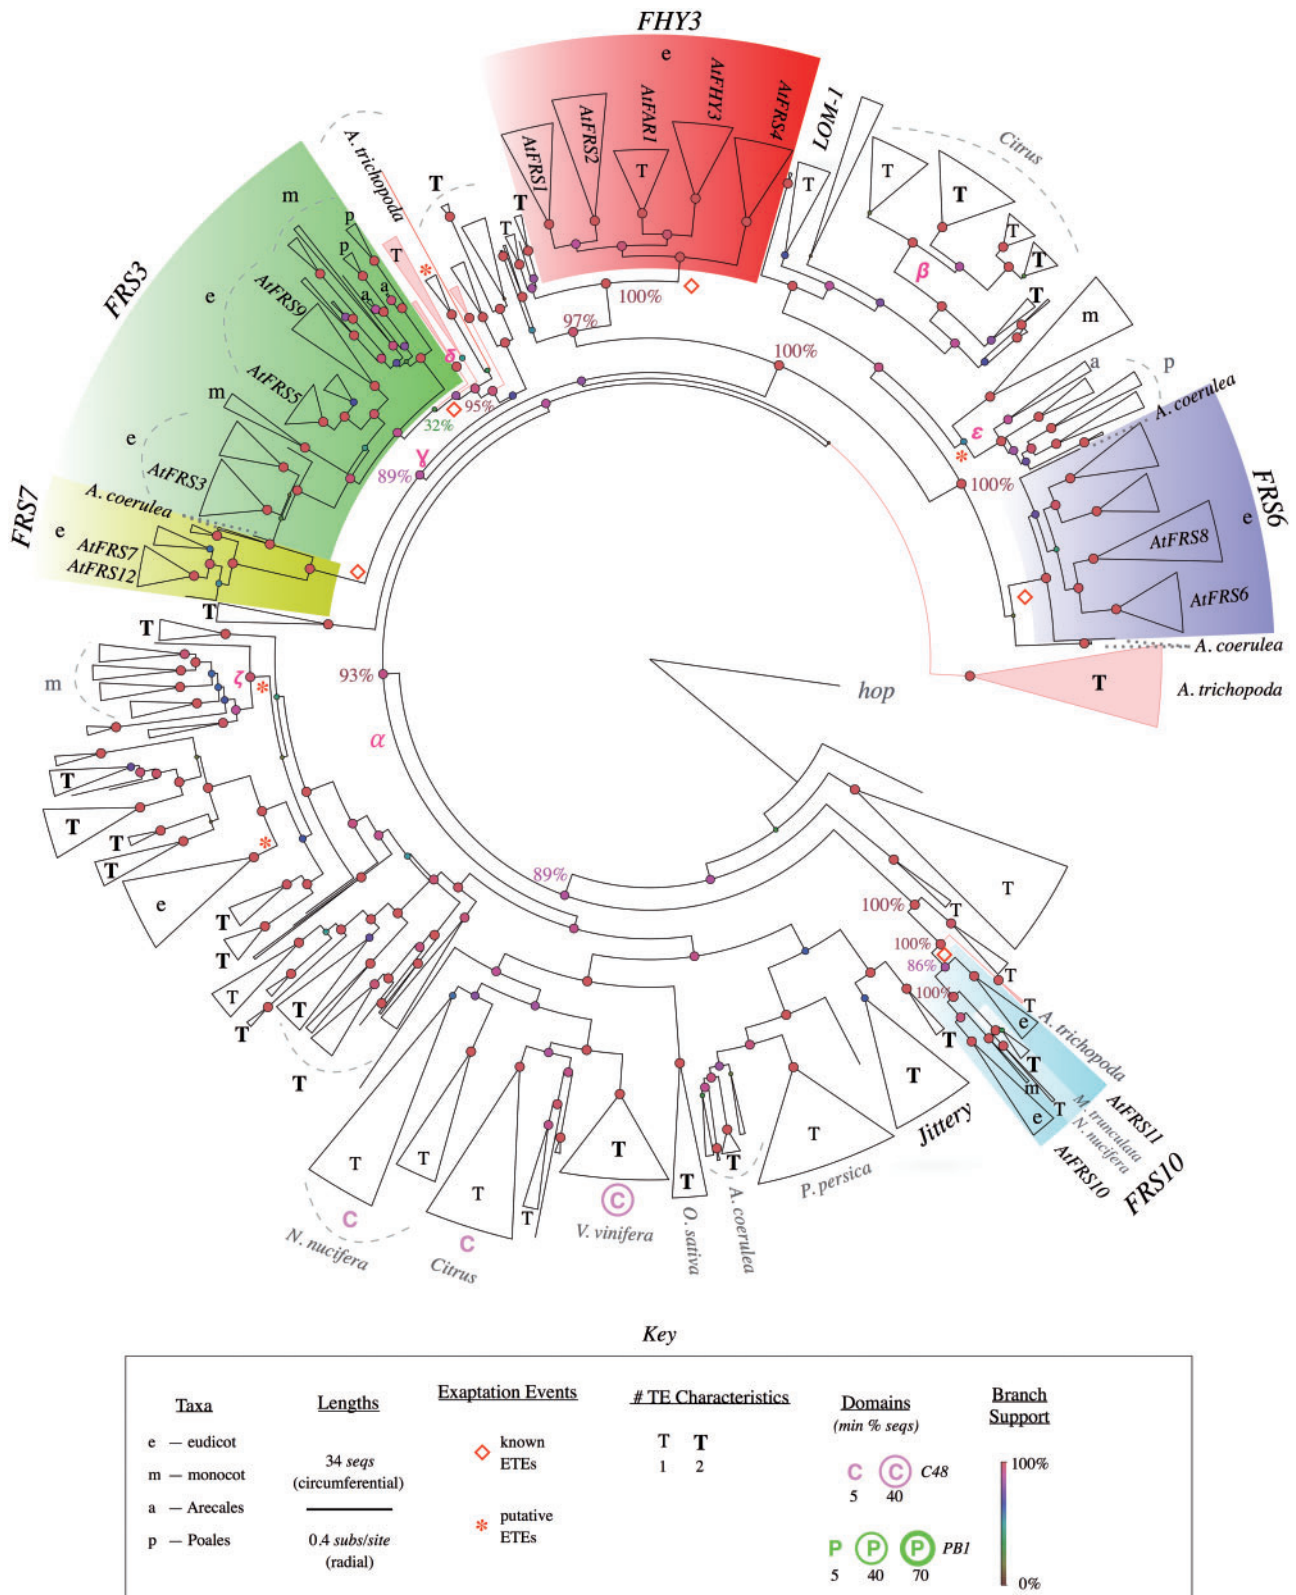 FHY3
e
AtFRS1
AtFRS2
AtFAR1
T
AtFHY3
AtFRS4
LOM-1
T
Citrus
T
T
T
T
β
T
m
a
p
A. coerulea
ε
100%
97%
100%
100%
FRS6
e
AtFRS8
AtFRS6
A. coerulea
T
A. trichopoda
FRS3
m
p
p
a
a
e
AtFRS9
AtFRS5
m
e
AtFRS3
A. trichopoda
T
T
T
T
δ
95%
32%
γ
89%
FRS7
A. coerulea
e
AtFRS7
AtFRS12
T
T
m
ζ
93%
α
hop
T
T
T
T
e
T
T
T
T
T
T
89%
T
T
100%
T
100%
86%
T
100%
T
e
A. trichopoda
T
T
m
T
e
M. trunculata
N. nucifera
AtFRS11
AtFRS10
FRS10
T
Jittery
T
P. persica
T
A. coerulea
T
O. sativa
T
C
V. vinifera
T
T
C
Citrus
T
T
C
N. nucifera
Key
Taxa
e — eudicot
m — monocot
a — Arecales
p — Poales
Lengths
34 seqs
(circumferential)
0.4 subs/site
(radial)
Exaptation Events
known
ETEs
putative
ETEs
# TE Characteristics
T T
1 2
Domains
(min % seqs)
C C C48
5 40
P P P PB1
5 40 70
Branch
Support
100%
0%